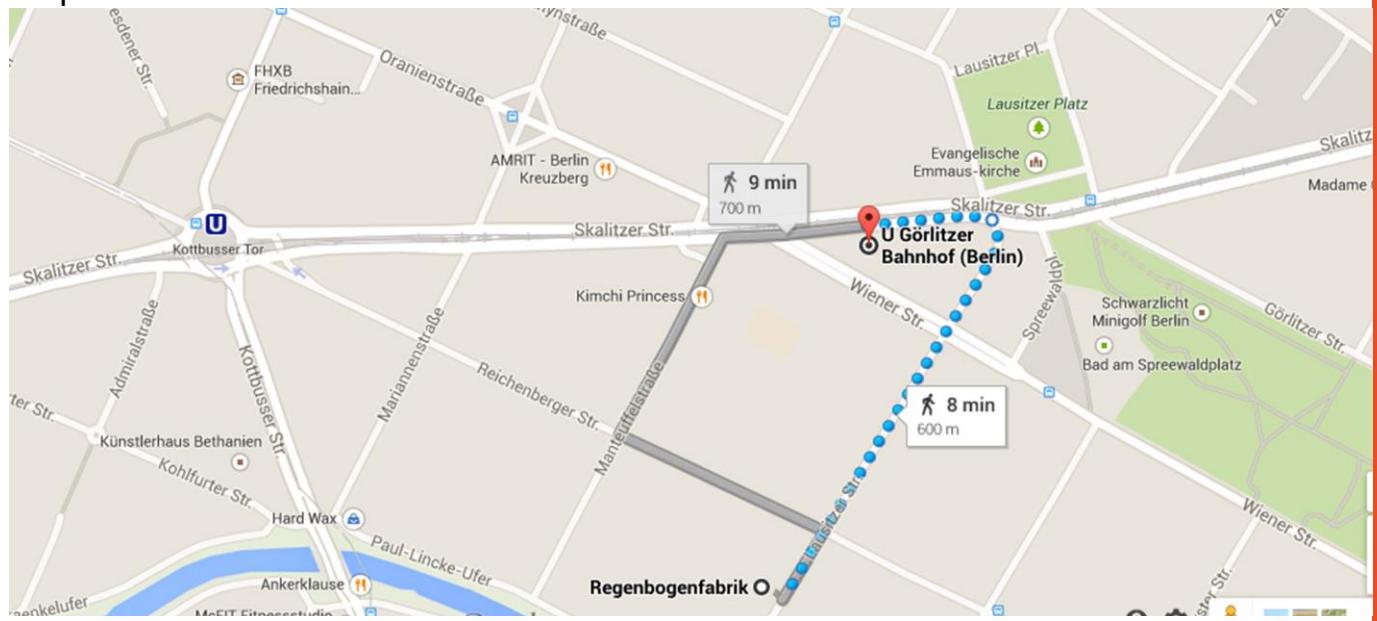 Oranienstraße
FHXB
Friedrichshain...
Lausitzer Pl.
Lausitzer Platz
AMRIT - Berlin
Kreuzberg
Evangelische
Emmaus-kirche
9 min
700 m
Madame
Skalitzer Str.
U
Kottbusser Tor
Skalitzer Str.
Skalitzer Str.
U Görlitzer
Bahnhof (Berlin)
Kimchi Princess
Wiener Str.
Schwarzlicht
Minigolf Berlin
Görlitzer Str.
Bad am Spreewaldplatz
Admiralstraße
Kottbusser Str.
Mariannenstraße
Reichenberger Str.
Manteuffelstraße
8 min
600 m
Künstlerhaus Bethanien
Kohlfurter Str.
Wiener Str.
Hard Wax
Lausitzer Str.
Paul-Lincke-Ufer
Ankerklause
Regenbogenfabrik